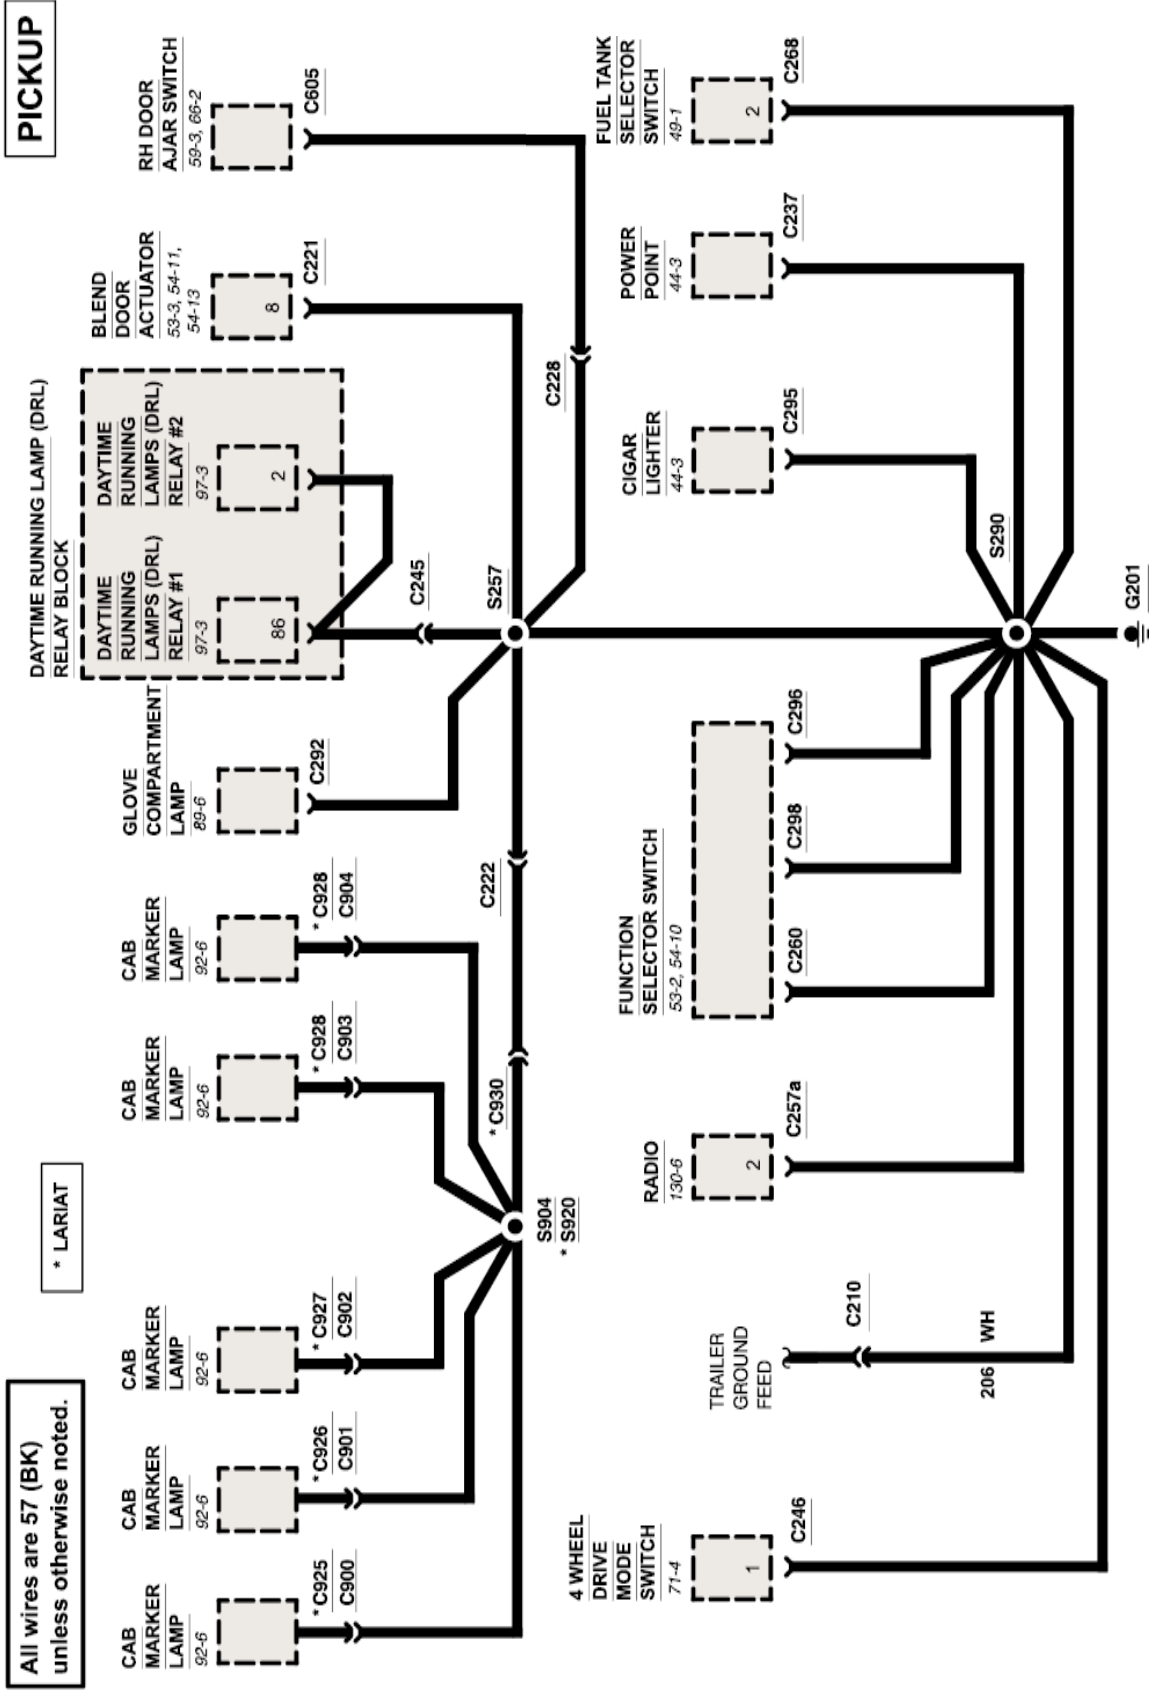 All wires are 57 (BK)
unless otherwise noted.
* LARIAT
PICKUP
CAB
MARKER
LAMP
92-6
* C925
C900
CAB
MARKER
LAMP
92-6
* C926
C901
CAB
MARKER
LAMP
92-6
* C927
C902
CAB
MARKER
LAMP
92-6
* C928
C903
CAB
MARKER
LAMP
92-6
* C928
C904
GLOVE
COMPARTMENT
LAMP
89-6
C292
DAYTIME RUNNING LAMP (DRL)
RELAY BLOCK
DAYTIME
RUNNING
LAMPS (DRL)
RELAY #1
97-3
86
DAYTIME
RUNNING
LAMPS (DRL)
RELAY #2
97-3
2
C245
BLEND
DOOR
ACTUATOR
53-3, 54-11,
54-13
8
C221
RH DOOR
AJAR SWITCH
59-3, 66-2
C605
S904
* S920
* C930
C222
S257
C228
4 WHEEL
DRIVE
MODE
SWITCH
71-4
1
C246
TRAILER
GROUND
FEED
C210
206
WH
RADIO
130-6
2
C257a
FUNCTION
SELECTOR SWITCH
53-2, 54-10
C260
C298
C296
CIGAR
LIGHTER
44-3
C295
POWER
POINT
44-3
C237
FUEL TANK
SELECTOR
SWITCH
49-1
2
C268
S290
G201